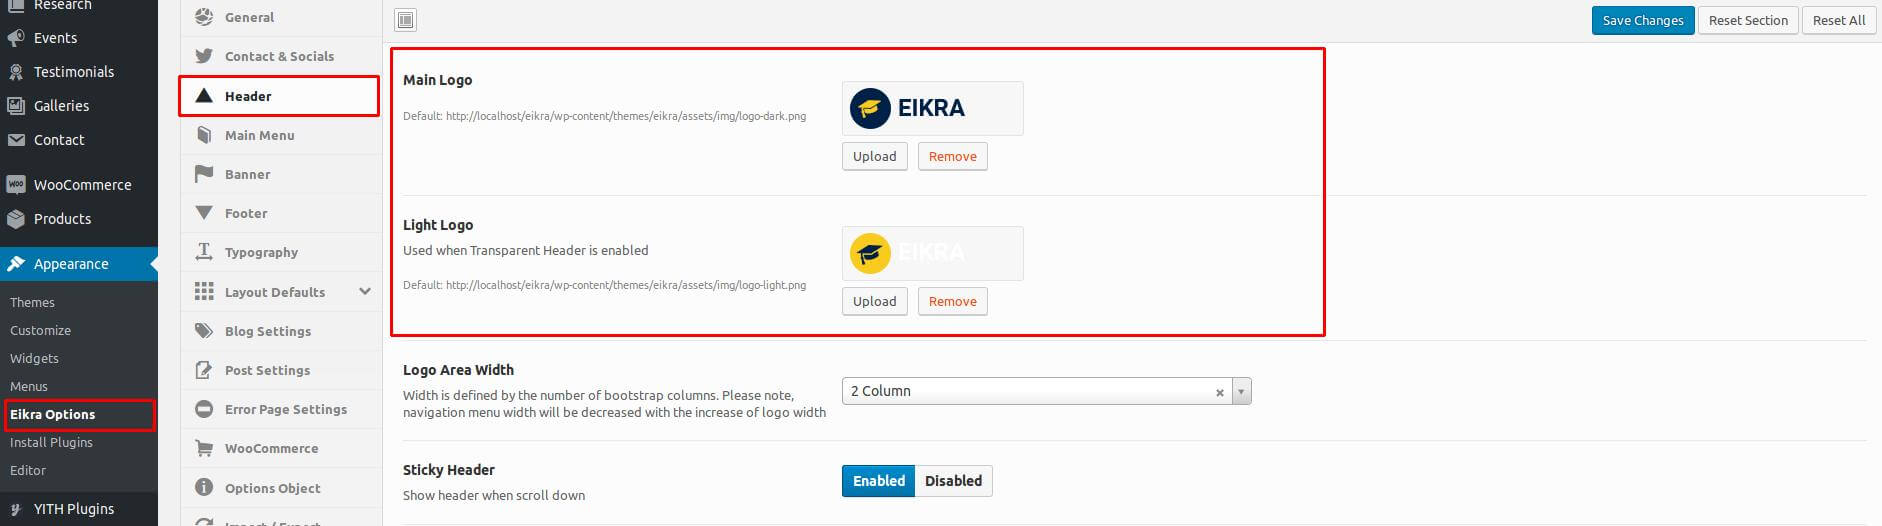 Research
Events
Testimonials
Galleries
Contact
WooCommerce
Products
Appearance
Themes
Customize
Widgets
Menus
Eikra Options
Install Plugins
Editor
YITH Plugins
General
Contact & Socials
Header
Main Menu
Banner
Footer
Typography
Layout Defaults
Blog Settings
Post Settings
Error Page Settings
WooCommerce
Options Object
Import / Export
Save Changes
Reset Section
Reset All
Main Logo
Default: http://localhost/eikra/wp-content/themes/eikra/assets/img/logo-dark.png
EIKRA
Upload
Remove
Light Logo
Used when Transparent Header is enabled
Default: http://localhost/eikra/wp-content/themes/eikra/assets/img/logo-light.png
EIKRA
Upload
Remove
Logo Area Width
Width is defined by the number of bootstrap columns. Please note,
navigation menu width will be decreased with the increase of logo width
2 Column
Sticky Header
Show header when scroll down
Enabled
Disabled